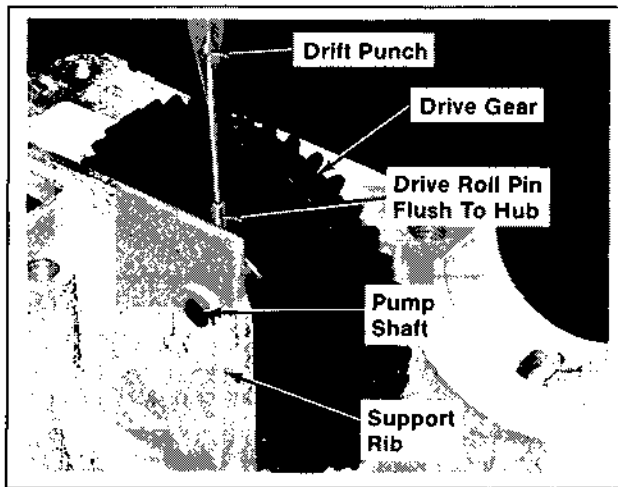 Drift Punch
Drive Gear
Drive Roll Pin
Flush To Hub
Pump
Shaft
Support
Rib